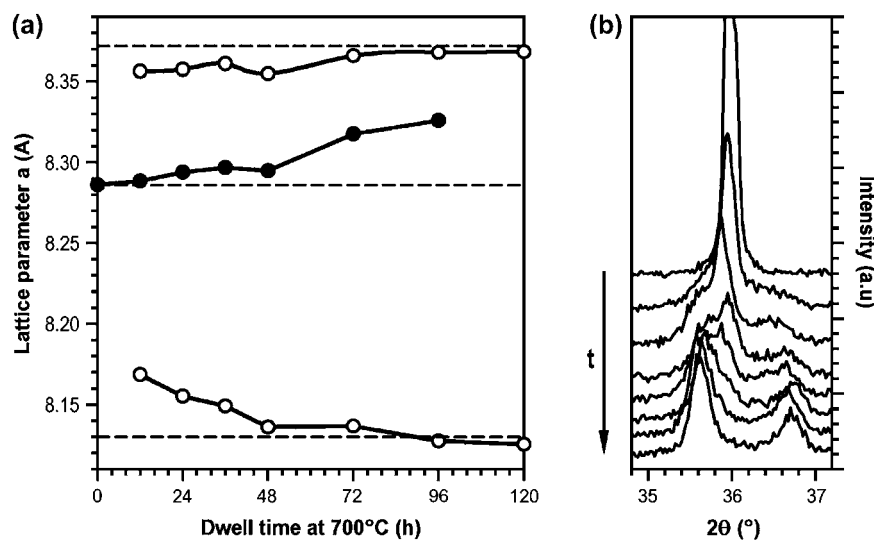 (a)
Lattice parameter a (A)
8.35
8.30
8.25
8.20
8.15
0
24
48
72
96
120
Dwell time at 700°C (h)
(b)
Intensity (a.u)
t
35
36
37
2θ (°)